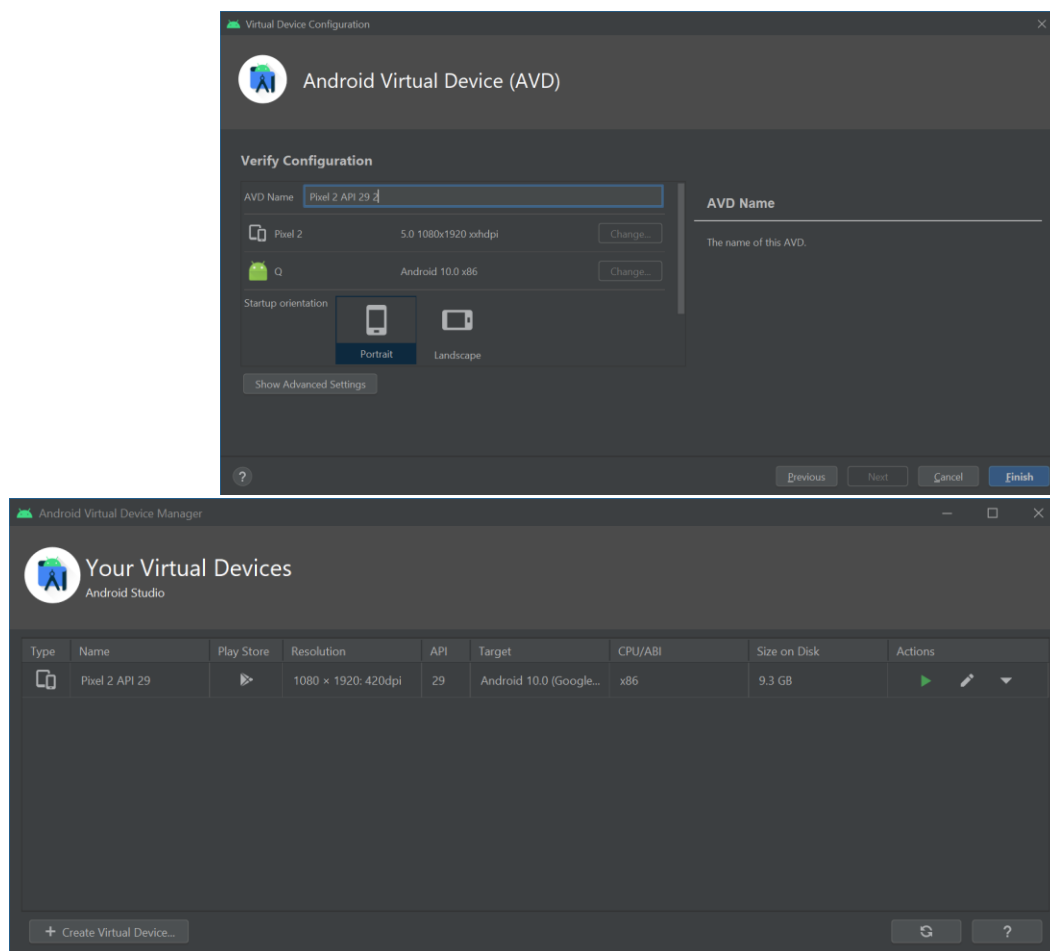 Virtual Device Configuration
Android Virtual Device (AVD)
Verify Configuration
AVD Name Pixel 2 API 29 2
Pixel 2 5.0 1080x1920 xxhdpi Change...
Q Android 10.0 x86 Change...
Startup orientation
Portrait Landscape
Show Advanced Settings
AVD Name
The name of this AVD.
? Previous Next Cancel Finish
Android Virtual Device Manager
Your Virtual Devices
Android Studio
Type Name Play Store Resolution API Target CPU/ABI Size on Disk Actions
Pixel 2 API 29 1080 × 1920: 420dpi 29 Android 10.0 (Google... x86 9.3 GB
+ Create Virtual Device... ?